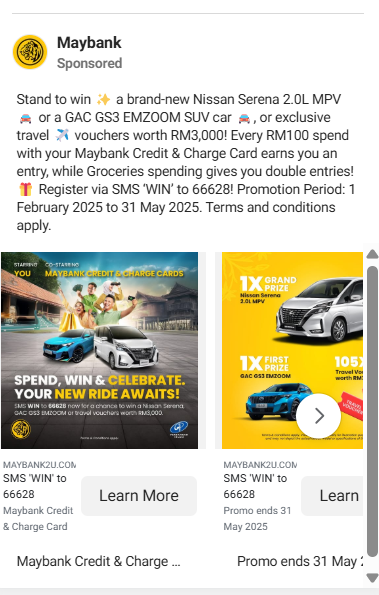 Maybank
Sponsored
Stand to win ✨ a brand-new Nissan Serena 2.0L MPV
🚘 or a GAC GS3 EMZOOM SUV car 🚘, or exclusive
travel ✈️ vouchers worth RM3,000! Every RM100 spend
with your Maybank Credit & Charge Card earns you an
entry, while Groceries spending gives you double entries!
🎁 Register via SMS ‘WIN’ to 66628! Promotion Period: 1
February 2025 to 31 May 2025. Terms and conditions
apply.
STARRING CO-STARRING
YOU MAYBANK CREDIT & CHARGE CARDS
SPEND, WIN & CELEBRATE.
YOUR NEW RIDE AWAITS!
SMS WIN to 66628 now for a chance to win a Nissan Serena,
GAC GS3 EMZOOM or travel vouchers worth RM3,000.
1X GRAND
PRIZE
Nissan Serena
2.0L MPV
1X FIRST
PRIZE
GAC GS3 EMZOOM
105X
Travel Vou
worth RM
MAYBANK2U.COM
SMS 'WIN' to
66628
Maybank Credit
& Charge Card
Learn More
Maybank Credit & Charge ...
MAYBANK2U.COM
SMS 'WIN' to
66628
Promo ends 31
May 2025
Learn
Promo ends 31 May 2